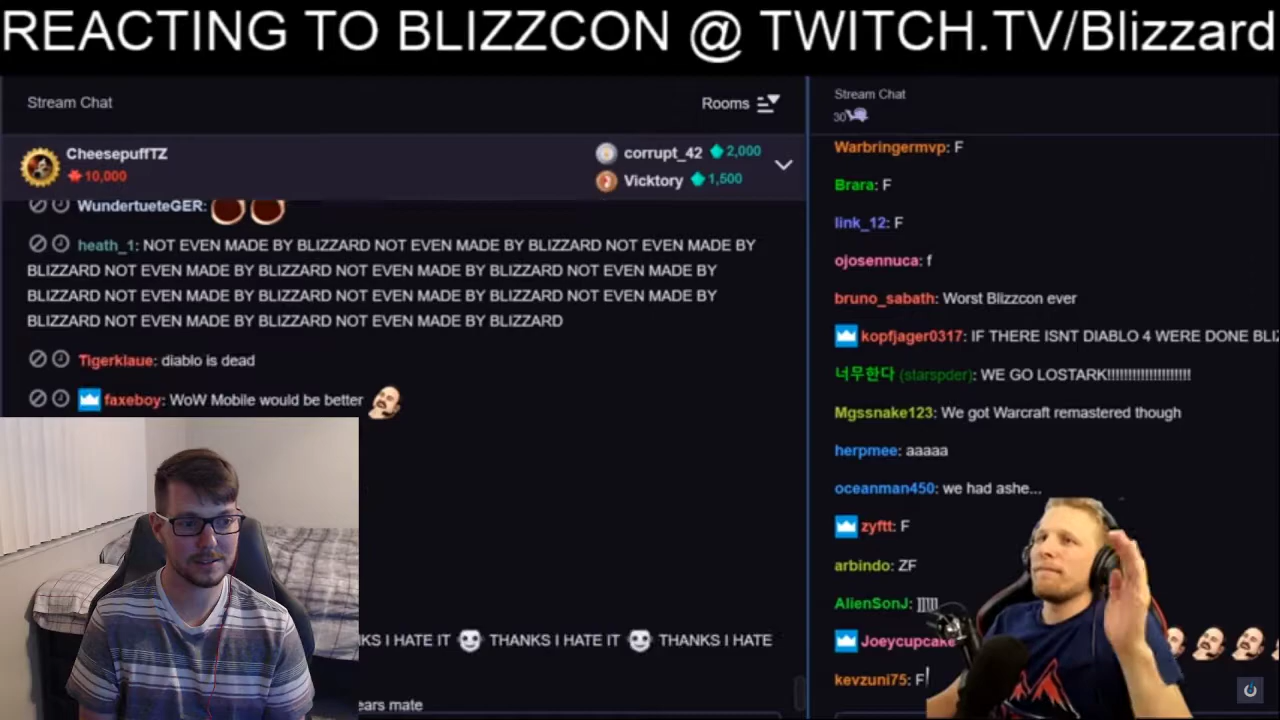 REACTING TO BLIZZCON @ TWITCH.TV/Blizzard
Stream Chat
Rooms
CheesepuffTZ
10,000
corrupt_42 2,000
Vicktory 1,500
WundertueteGER:
heath_1: NOT EVEN MADE BY BLIZZARD NOT EVEN MADE BY BLIZZARD NOT EVEN MADE BY
BLIZZARD NOT EVEN MADE BY BLIZZARD NOT EVEN MADE BY BLIZZARD NOT EVEN MADE BY
BLIZZARD NOT EVEN MADE BY BLIZZARD NOT EVEN MADE BY BLIZZARD NOT EVEN MADE BY
BLIZZARD NOT EVEN MADE BY BLIZZARD NOT EVEN MADE BY BLIZZARD
Tigerklaue: diablo is dead
faxeboy: WoW Mobile would be better
I HATE IT THANKS I HATE IT THANKS I HATE
mate
Stream Chat
30
Warbringermvp: F
Brara: F
link_12: F
ojosennuca: f
bruno_sabath: Worst Blizzcon ever
kopfjager0317: IF THERE ISNT DIABLO 4 WERE DONE
너무한다 (starspder): WE GO LOSTARK!!!!!!!!!!!!!!!!!!!!
Mgssnake123: We got Warcraft remastered though
herpmee: aaaaa
oceanman450: we had ashe...
zyftt: F
arbindo: ZF
AlienSonJ:
Joeycupcake
kevzuni75: F